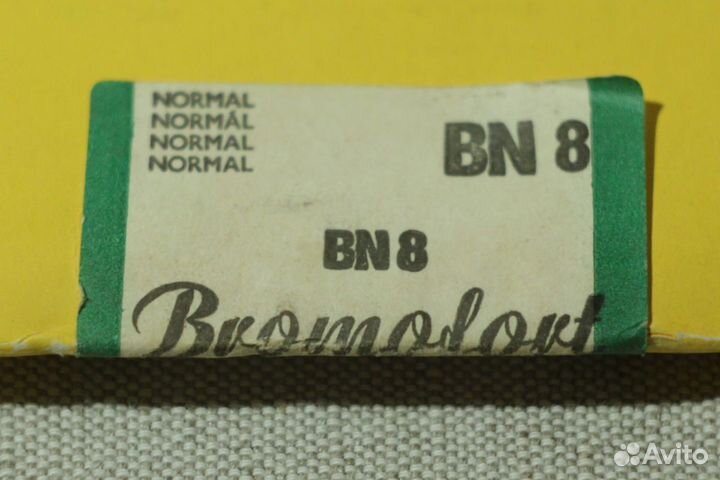 NORMAL
NORMÁL
NORMAL
NORMAL
BN 8
BN 8
Bromofort
Avito